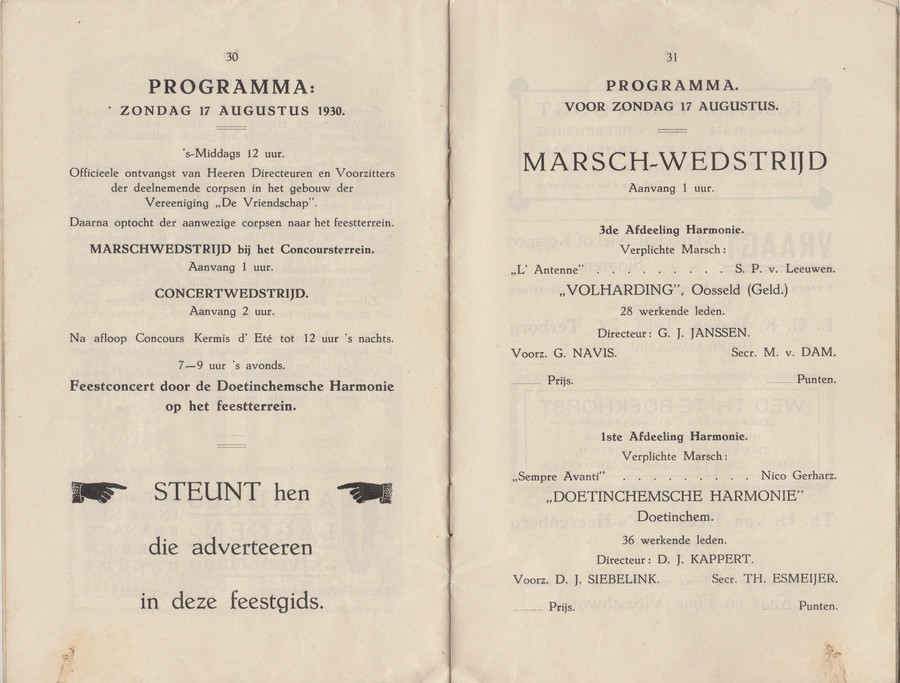 30
PROGRAMMA:
ZONDAG 17 AUGUSTUS 1930.
's-Middags 12 uur.
Officieele ontvangst van Heeren Directeuren en Voorzitters
der deelnemende corpsen in het gebouw der
Vereeniging „De Vriendschap".
Daarna optocht der aanwezige corpsen naar het feestterrein.
MARSCHWEDSTRIJD bij het Concoursterrein.
Aanvang 1 uur.
CONCERTWEDSTRIJD.
Aanvang 2 uur.
Na afloop Concours Kermis d' Eté tot 12 uur 's nachts.
7—9 uur 's avonds.
Feestconcert door de Doetinchemsche Harmonie
op het feestterrein.
STEUNT hen
die adverteeren
in deze feestgids.
31
PROGRAMMA.
VOOR ZONDAG 17 AUGUSTUS.
MARSCH-WEDSTRIJD
Aanvang 1 uur.
3de Afdeeling Harmonie.
Verplichte Marsch:
„L' Antenne" . . . . . . . . . S. P. v. Leeuwen.
„VOLHARDING", Oosseld (Geld.)
28 werkende leden.
Directeur: G. J. JANSSEN.
Voorz. G. NAVIS. Secr. M. v. DAM.
............ Prijs. ............ Punten.
1ste Afdeeling Harmonie.
Verplichte Marsch:
„Sempre Avanti" . . . . . . . . . Nico Gerharz.
„DOETINCHEMSCHE HARMONIE"
Doetinchem.
36 werkende leden.
Directeur: D. J. KAPPERT.
Voorz. D. J. SIEBELINK. Secr. TH. ESMEIJER.
............ Prijs. ............ Punten.